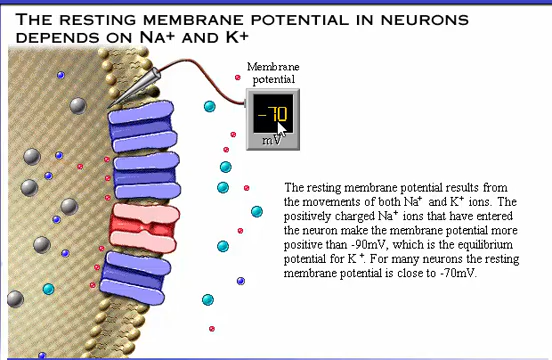 THE RESTING MEMBRANE POTENTIAL IN NEURONS
DEPENDS ON NA+ AND K+
Membrane
potential
-70
mV
The resting membrane potential results from
the movements of both Na+ and K+ ions. The
positively charged Na+ ions that have entered
the neuron make the membrane potential more
positive than -90mV, which is the equilibrium
potential for K+. For many neurons the resting
membrane potential is close to -70mV.